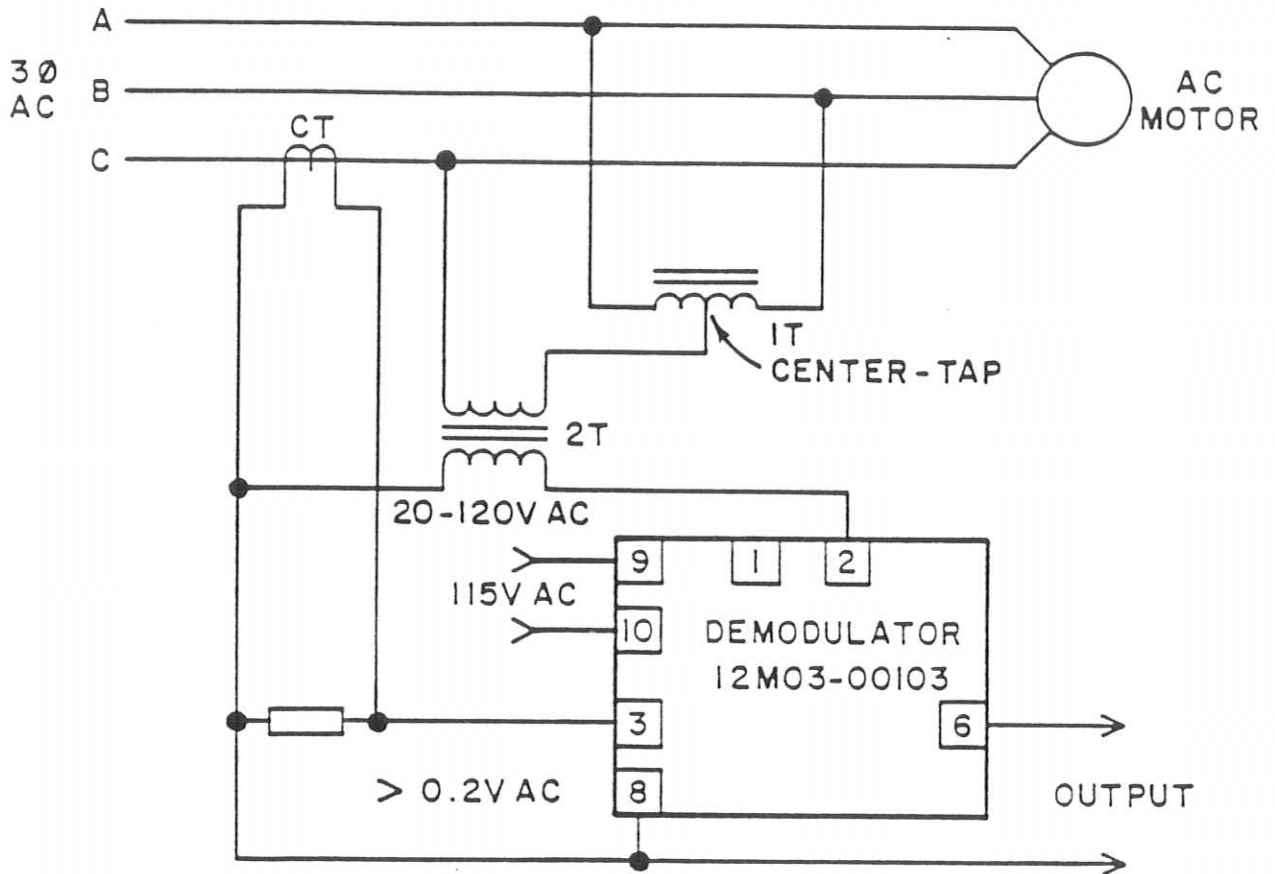 A
3Ø
AC
B
AC
MOTOR
CT
C
1T
CENTER-TAP
2T
20-120V AC
9
1
2
115V AC
10
DEMODULATOR
12M03-00103
3
6
> 0.2V AC
8
OUTPUT